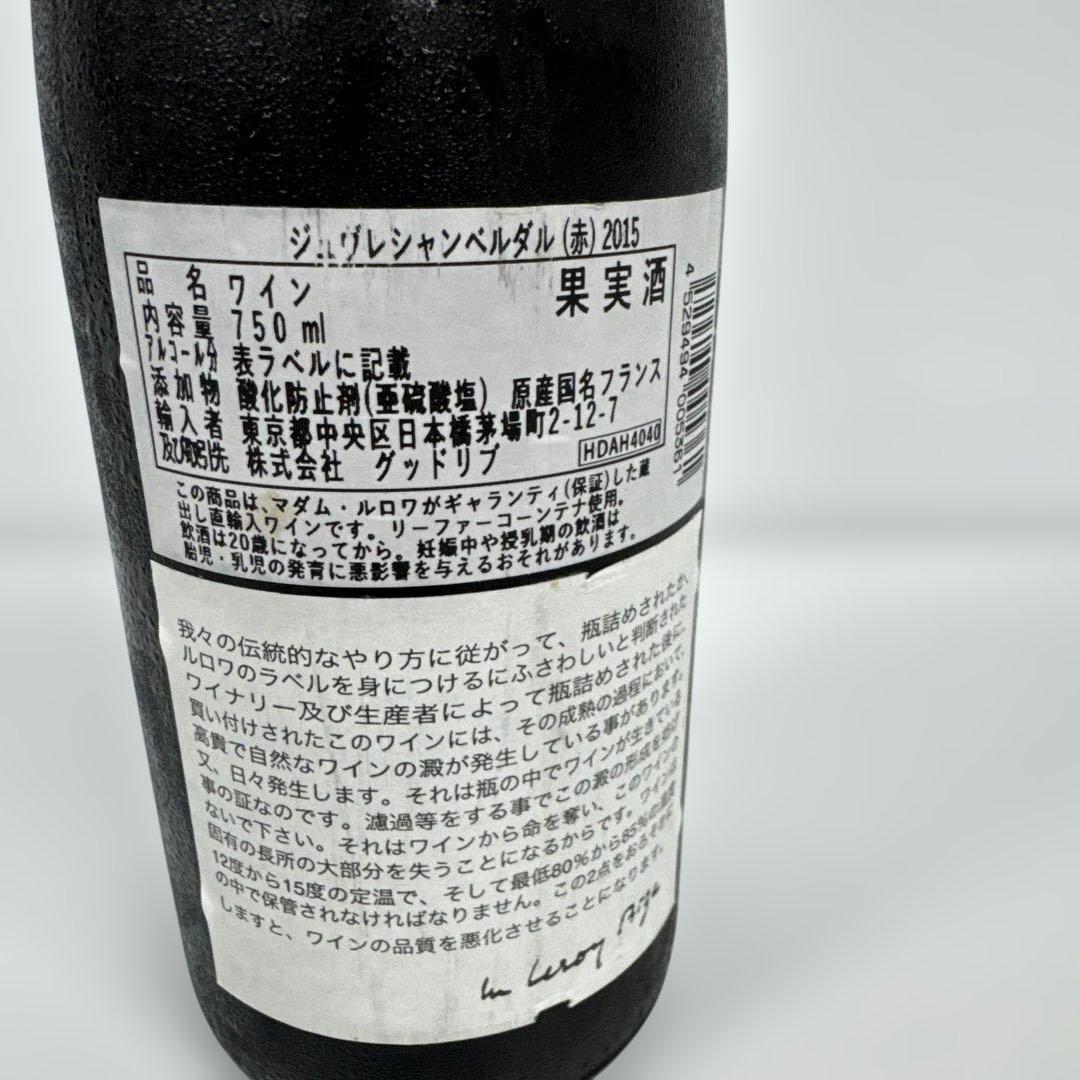 ジュヴレシャンベルダル (赤) 2015
品名 ワイン 果実酒
内容量 750 ml
アルコール分 表ラベルに記載
添加物 酸化防止剤(亜硫酸塩) 原産国名フランス
輸入者 東京都中央区日本橋茅場町2-12-7
及び取引先 株式会社 グッドリブ HDAH4040
4 529494 005361
この商品は、マダム・ルロワがギャランティ(保証)した蔵
出し直輸入ワインです。リーファーコーンテナ使用。
飲酒は20歳になってから。妊娠中や授乳期の飲酒は
胎児・乳児の発育に悪影響を与えるおそれがあります。
我々の伝統的なやり方に従がって、瓶詰めされたか、
ルロワのラベルを身につけるにふさわしいと判断された
ワイナリー及び生産者によって瓶詰めされた後に、
買い付けされたこのワインには、その成熟の過程において、
高貴で自然なワインの澱が発生している事があります。
又、日々発生します。それは瓶の中でワインが生きている
事の証なのです。濾過等をする事でこの澱の形成を
ないで下さい。それはワインから命を奪い、このワインの
固有の長所の大部分を失うことになるからです。ワインは
12度から15度の定温で、そして最低80%から85%の湿度
の中で保管されなければなりません。この2点をおろそかに
しますと、ワインの品質を悪化させることになります。
Leroy